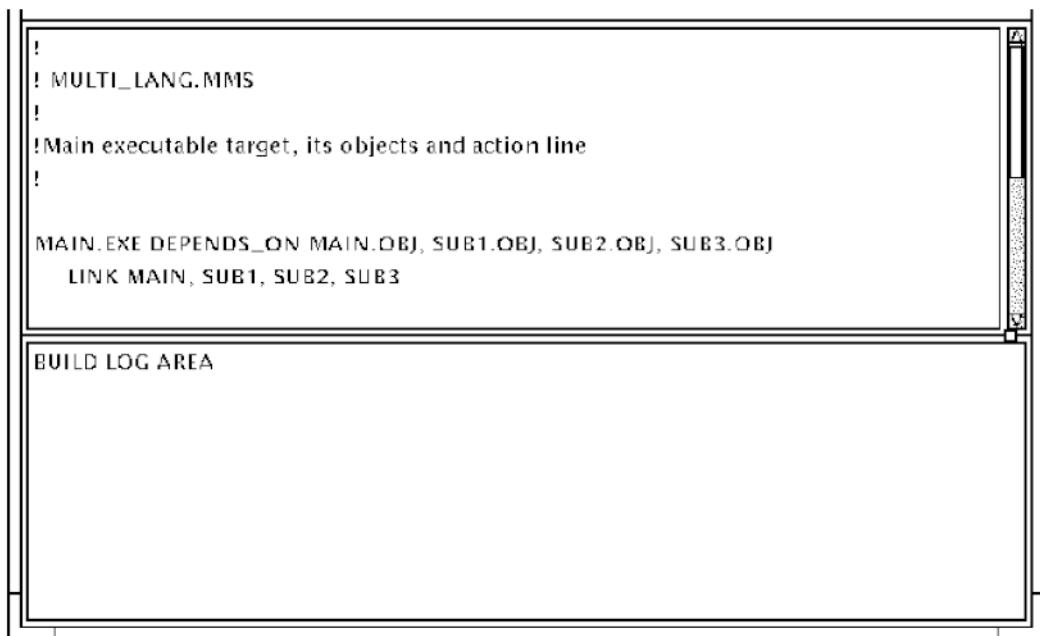 !
! MULTI_LANG.MMS
!
!Main executable target, its objects and action line
!
MAIN.EXE DEPENDS_ON MAIN.OBJ, SUB1.OBJ, SUB2.OBJ, SUB3.OBJ
LINK MAIN, SUB1, SUB2, SUB3
BUILD LOG AREA